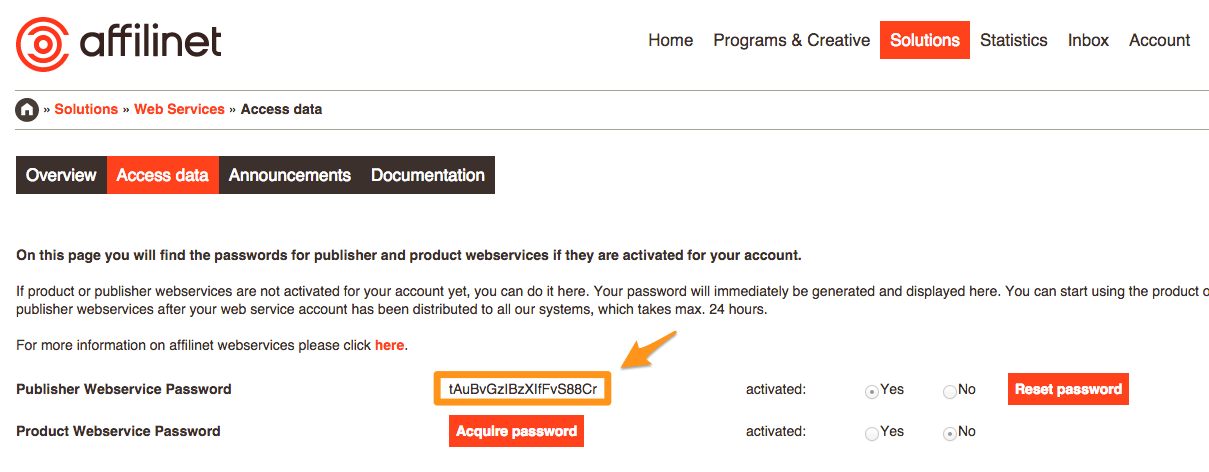 affilinet
Home Programs & Creative Solutions Statistics Inbox Account
» Solutions » Web Services » Access data
Overview Access data Announcements Documentation
On this page you will find the passwords for publisher and product webservices if they are activated for your account.
If product or publisher webservices are not activated for your account yet, you can do it here. Your password will immediately be generated and displayed here. You can start using the product o
publisher webservices after your web service account has been distributed to all our systems, which takes max. 24 hours.
For more information on affilinet webservices please click here.
Publisher Webservice Password tAuBvGzIBzXIfFvS88Cr activated: Yes No Reset password
Product Webservice Password Acquire password activated: Yes No